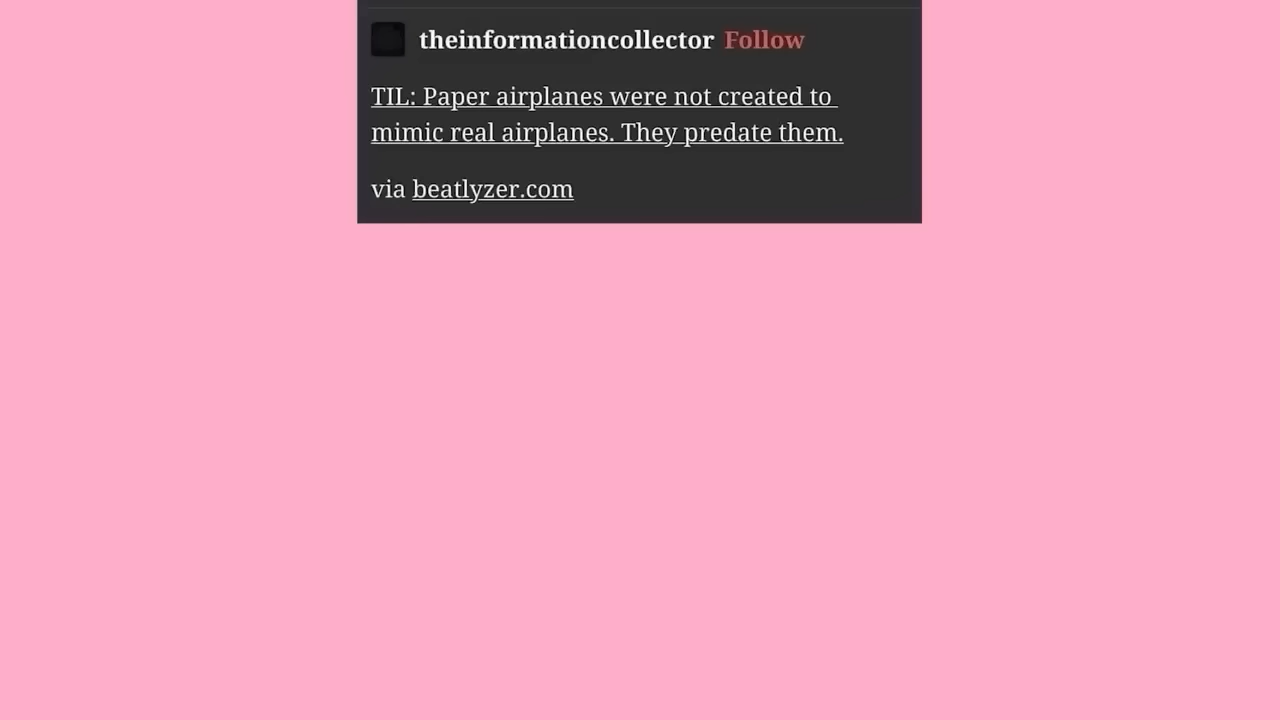 theinformationcollector Follow
TIL: Paper airplanes were not created to
mimic real airplanes. They predate them.
via beatlyzer.com